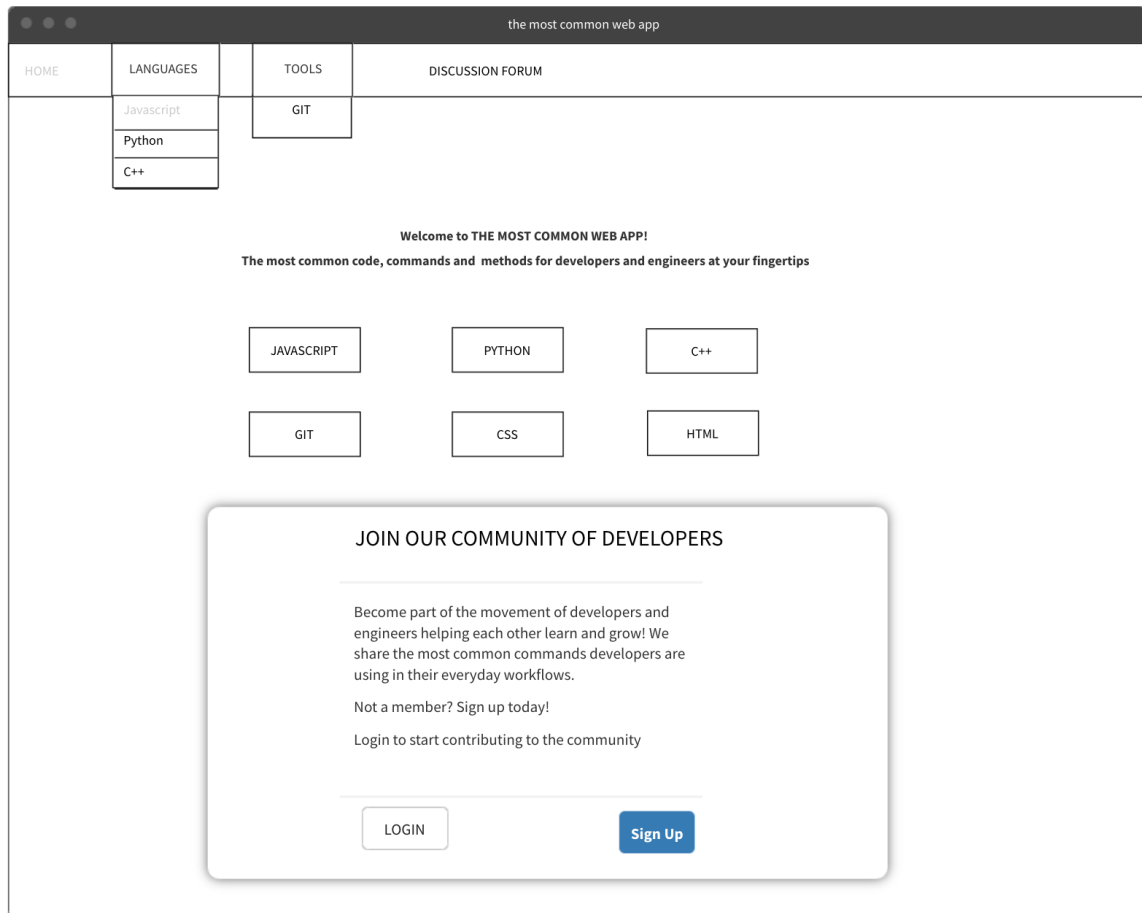 the most common web app
HOME
LANGUAGES
TOOLS
DISCUSSION FORUM
Javascript
Python
C++
GIT
Welcome to THE MOST COMMON WEB APP!
The most common code, commands and methods for developers and engineers at your fingertips
JAVASCRIPT
PYTHON
C++
GIT
CSS
HTML
JOIN OUR COMMUNITY OF DEVELOPERS
Become part of the movement of developers and
engineers helping each other learn and grow! We
share the most common commands developers are
using in their everyday workflows.
Not a member? Sign up today!
Login to start contributing to the community
LOGIN
Sign Up